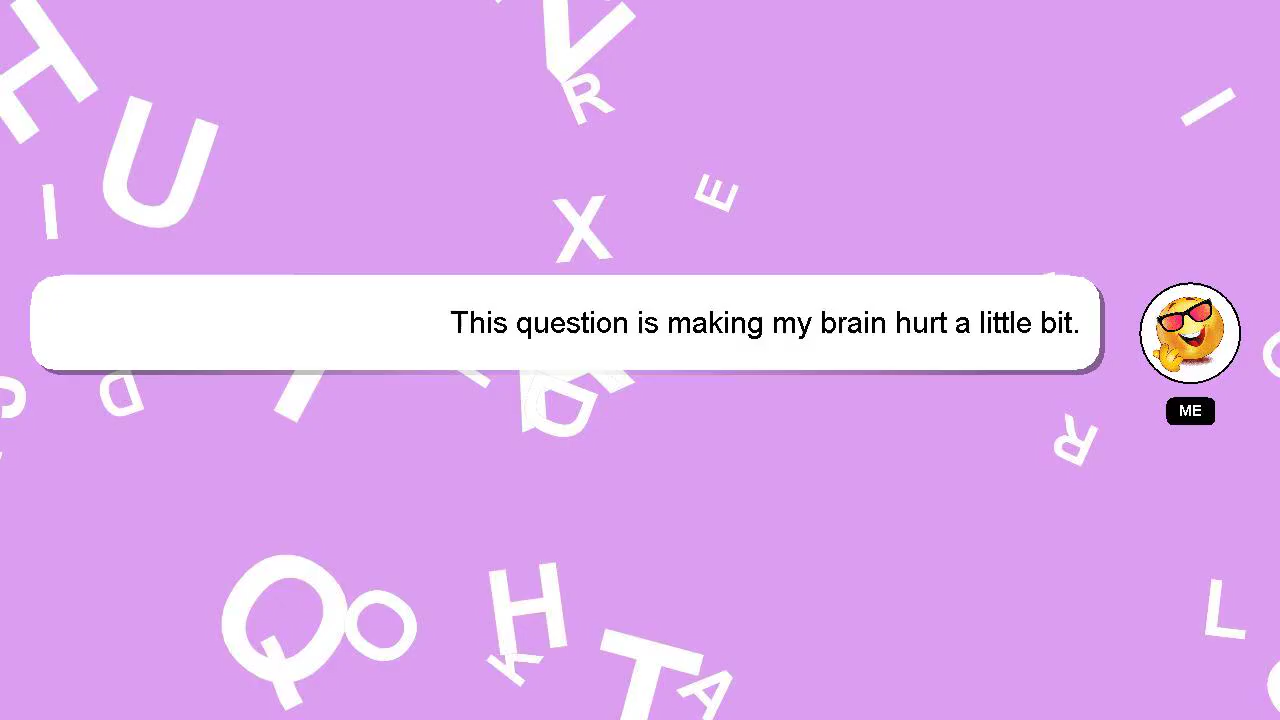 H
V
R
U
I
I
E
X
This question is making my brain hurt a little bit.
ME
S
D
D
R
Q
O
H
K
T
A
L